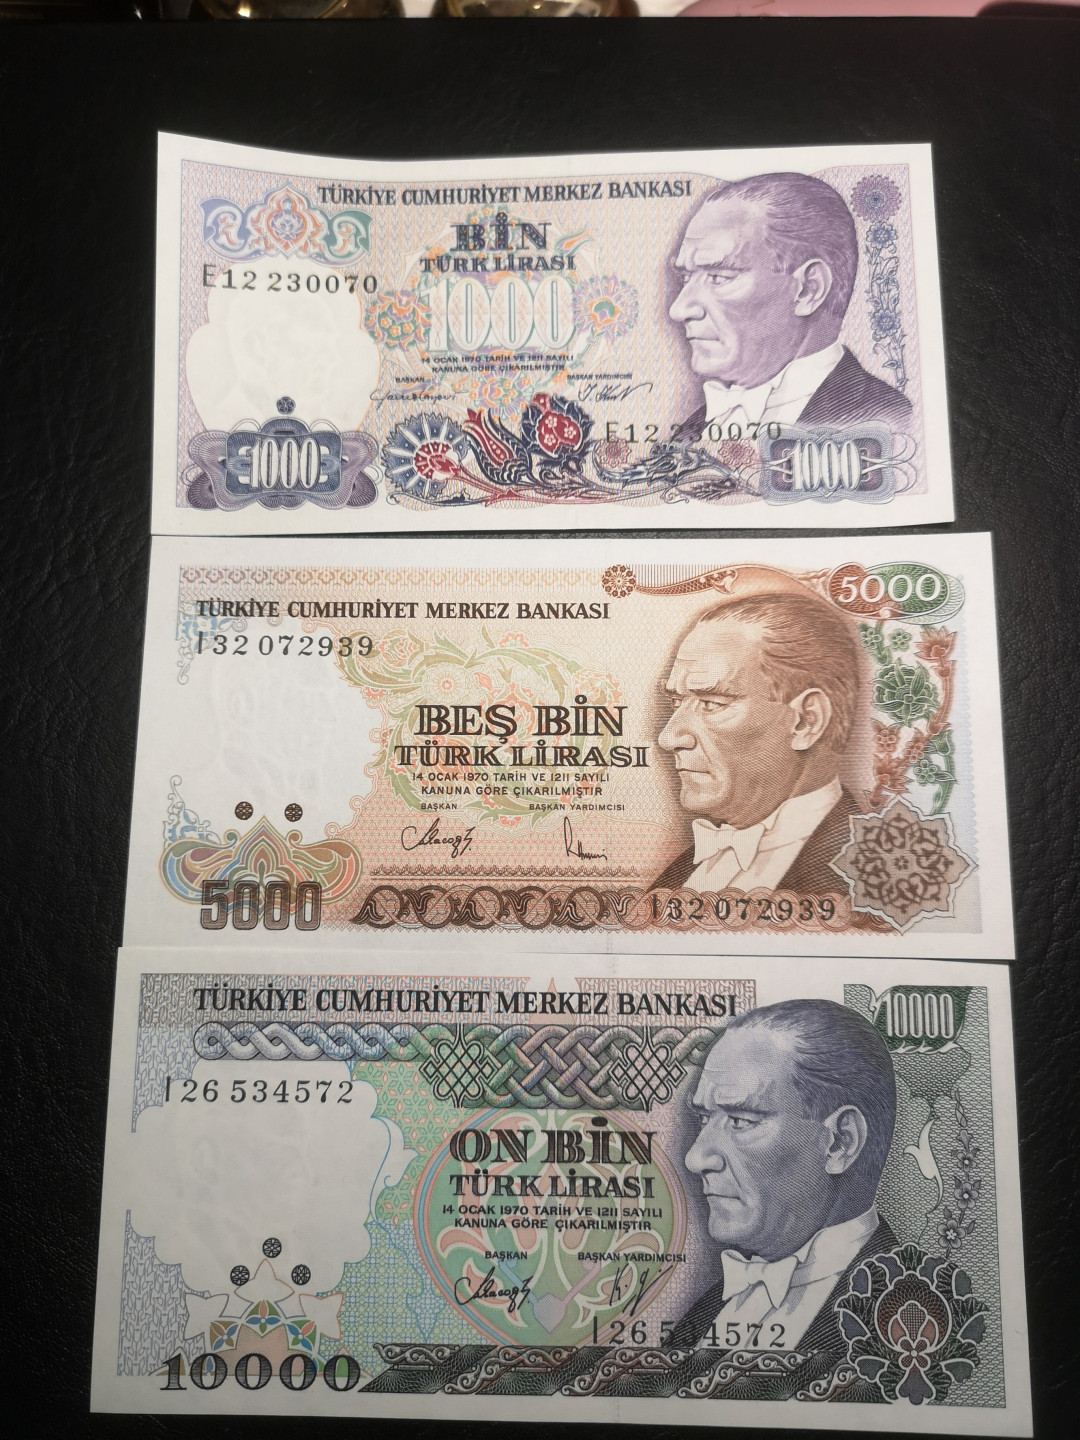 TÜRKİYE CUMHURİYET MERKEZ BANKASI
BİN
TÜRK LİRASI
E12 230070
1000
14 OCAK 1970 TARİH VE 1211 SAYILI
KANUNA GÖRE ÇIKARILMIŞTIR
BAŞKAN BAŞKAN YARDIMCISI
E12 230070
1000 1000
5000
TÜRKİYE CUMHURİYET MERKEZ BANKASI
I32 072939
BEŞ BİN
TÜRK LİRASI
14 OCAK 1970 TARİH VE 1211 SAYILI
KANUNA GÖRE ÇIKARILMIŞTIR
BAŞKAN BAŞKAN YARDIMCISI
5000 I32 072939
TÜRKİYE CUMHURİYET MERKEZ BANKASI 10000
I26 534572
ON BİN
TÜRK LİRASI
14 OCAK 1970 TARİH VE 1211 SAYILI
KANUNA GÖRE ÇIKARILMIŞTIR
BAŞKAN BAŞKAN YARDIMCISI
I26 534572
10000